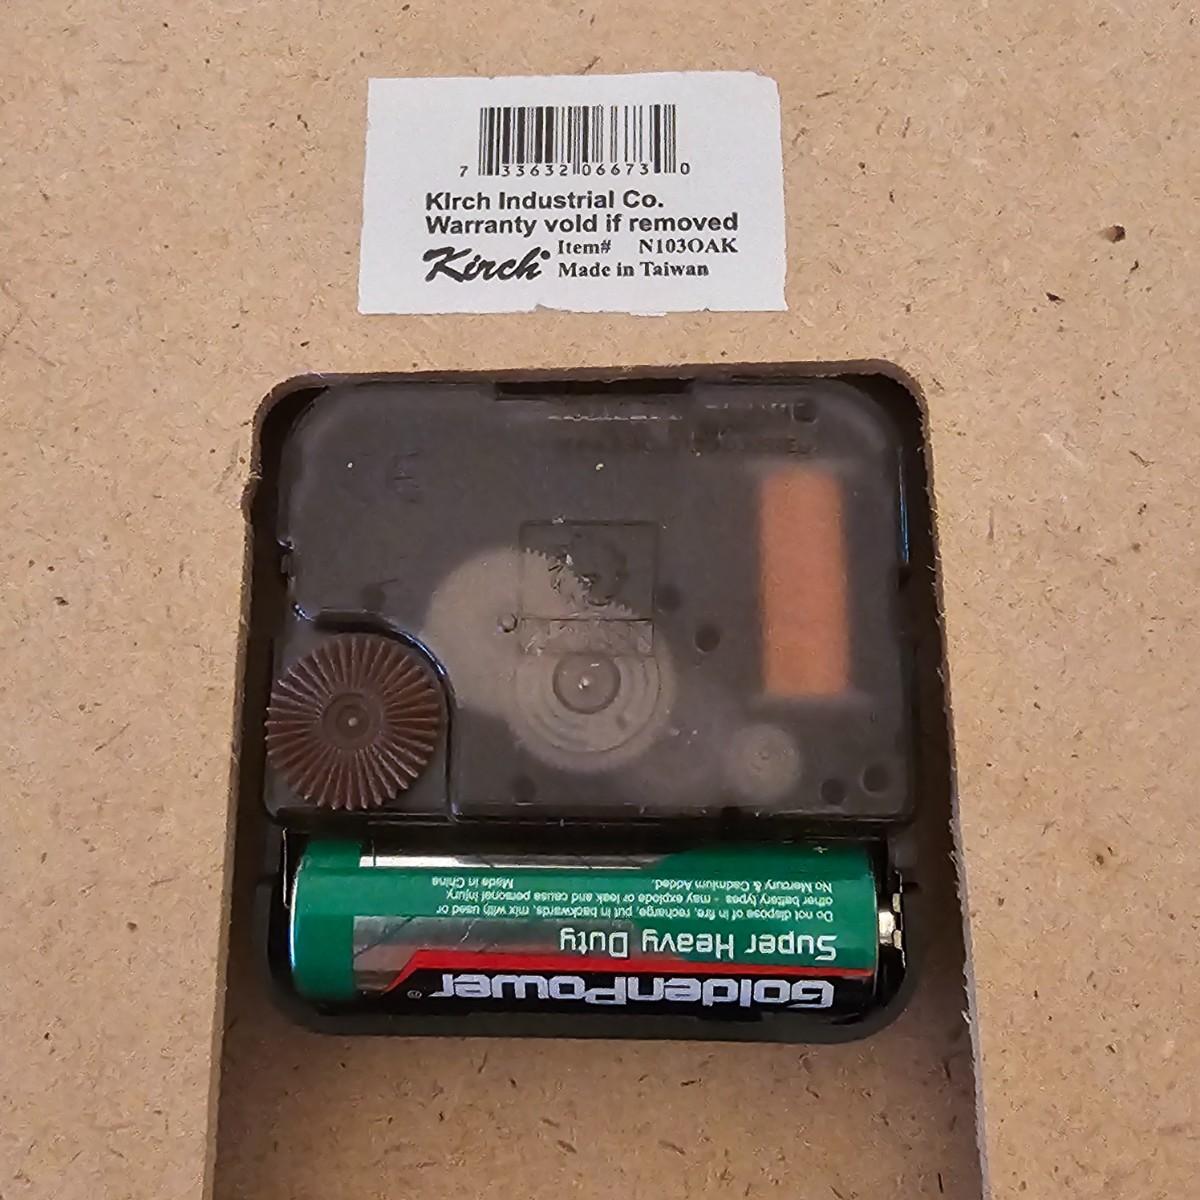 7 33632 06673 0
KIrch Industrial Co.
Warranty voId if removed
Kirch® Item# N103OAK
Made in Taiwan
CE
GoldenPower®
Super Heavy Duty
Do not dispose of in fire, recharge, put in backwards, mix with used or
other battery types - may explode or leak and cause personal injury.
No Mercury & Cadmium Added. Made in China
+